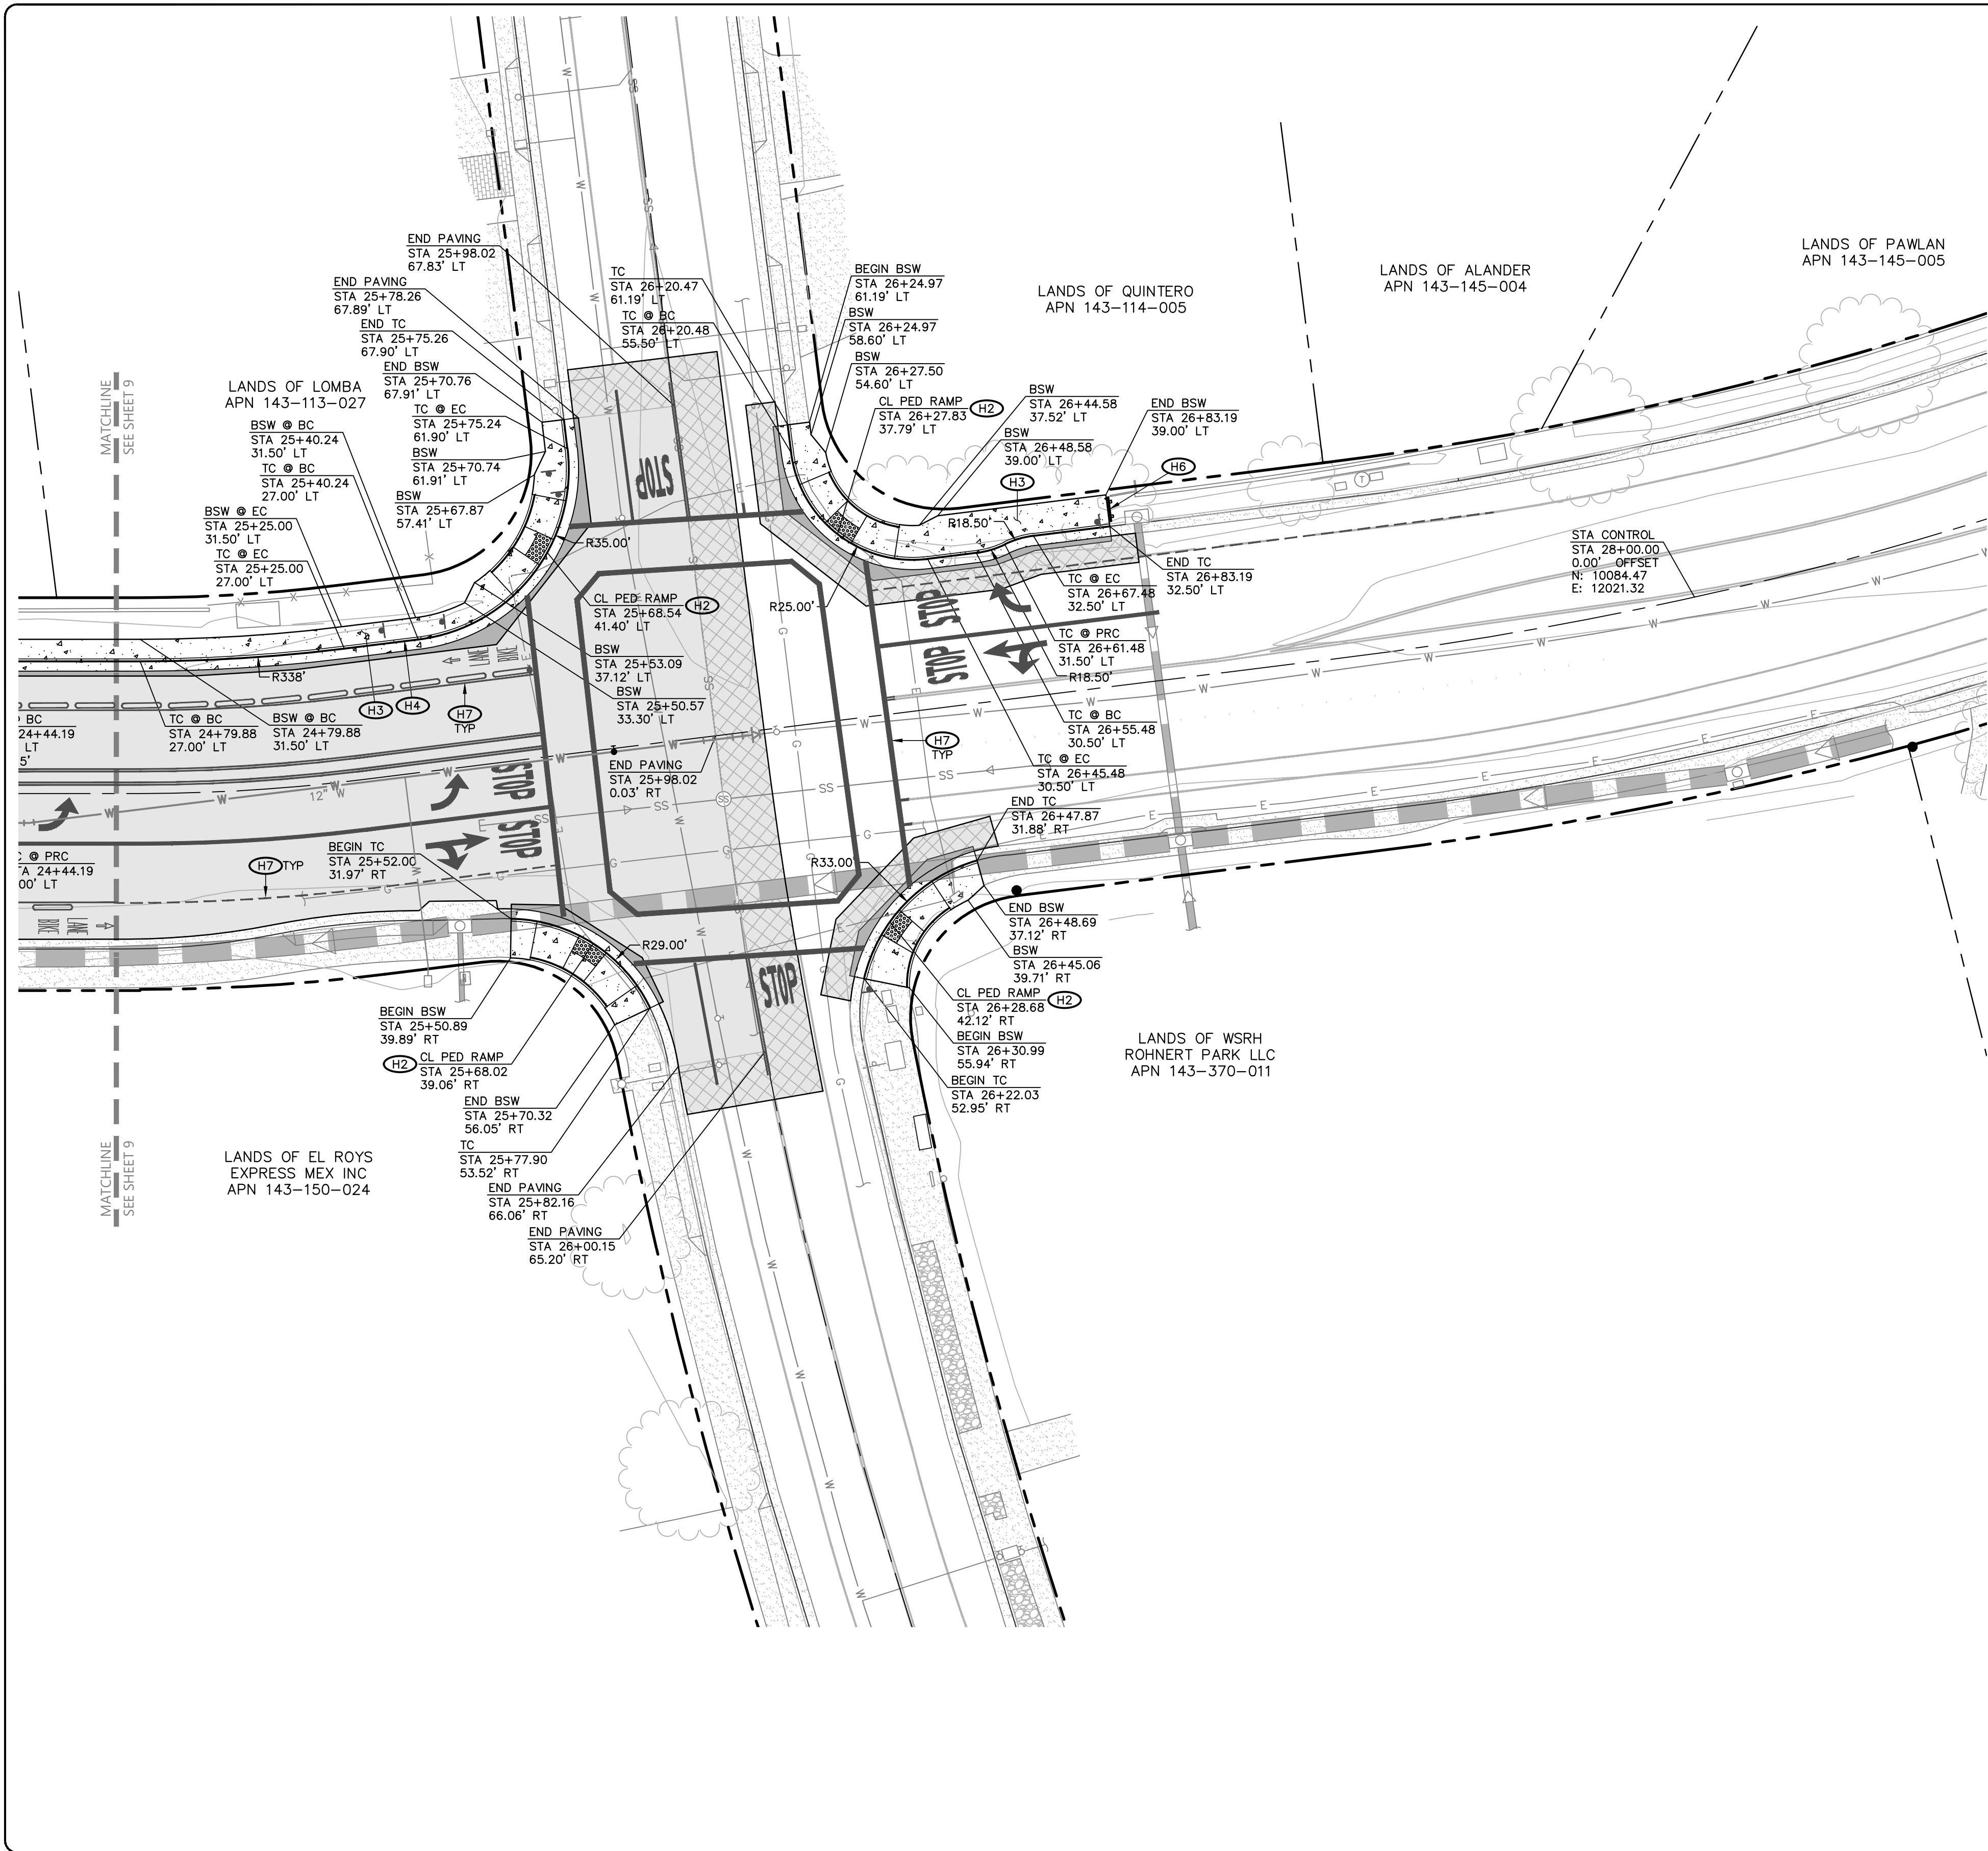 LANDS OF PAWLAN
APN 143-145-005
LANDS OF ALANDER
APN 143-145-004
LANDS OF QUINTERO
APN 143-114-005
END PAVING
STA 25+98.02
67.83' LT
END PAVING
STA 25+78.26
67.89' LT
END TC
STA 25+75.26
67.90' LT
END BSW
STA 25+70.76
67.91' LT
TC @ EC
STA 25+75.24
61.90' LT
BSW
STA 25+70.74
61.91' LT
BSW
STA 25+67.87
57.41' LT
TC
STA 26+20.47
61.19' LT
TC @ BC
STA 26+20.48
55.50' LT
BEGIN BSW
STA 26+24.97
61.19' LT
BSW
STA 26+24.97
58.60' LT
BSW
STA 26+27.50
54.60' LT
CL PED RAMP
STA 26+27.83
37.79' LT
H2
BSW
STA 26+44.58
37.52' LT
BSW
STA 26+48.58
39.00' LT
END BSW
STA 26+83.19
39.00' LT
H3
H6
MATCHLINE
SEE SHEET 9
LANDS OF LOMBA
APN 143-113-027
BSW @ BC
STA 25+40.24
31.50' LT
TC @ BC
STA 25+40.24
27.00' LT
BSW @ EC
STA 25+25.00
31.50' LT
TC @ EC
STA 25+25.00
27.00' LT
R35.00'
R18.50'
R25.00'
CL PED RAMP
STA 25+68.54
41.40' LT
H2
BSW
STA 25+53.09
37.12' LT
BSW
STA 25+50.57
33.30' LT
END TC
STA 26+83.19
32.50' LT
TC @ EC
STA 26+67.48
32.50' LT
TC @ PRC
STA 26+61.48
31.50' LT
R18.50'
TC @ BC
STA 26+55.48
30.50' LT
TC @ EC
STA 26+45.48
30.50' LT
STA CONTROL
STA 28+00.00
0.00' OFFSET
N: 10084.47
E: 12021.32
R338'
H3
H4
H7
TYP
BIKE
LANE
STOP
STOP
STOP
BC
24+44.19
LT
5'
TC @ BC
STA 24+79.88
27.00' LT
BSW @ BC
STA 24+79.88
31.50' LT
H7
TYP
END PAVING
STA 25+98.02
0.03' RT
12" W
STOP
STOP
@ PRC
24+44.19
00' LT
H7 TYP
BEGIN TC
STA 25+52.00
31.97' RT
END TC
STA 26+47.87
31.88' RT
R33.00'
R29.00'
BIKE
LANE
STOP
END BSW
STA 26+48.69
37.12' RT
BSW
STA 26+45.06
39.71' RT
CL PED RAMP
STA 26+28.68
42.12' RT
H2
BEGIN BSW
STA 26+30.99
55.94' RT
BEGIN TC
STA 26+22.03
52.95' RT
BEGIN BSW
STA 25+50.89
39.89' RT
H2
CL PED RAMP
STA 25+68.02
39.06' RT
END BSW
STA 25+70.32
56.05' RT
TC
STA 25+77.90
53.52' RT
END PAVING
STA 25+82.16
66.06' RT
END PAVING
STA 26+00.15
65.20' RT
LANDS OF WSRH
ROHNERT PARK LLC
APN 143-370-011
MATCHLINE
SEE SHEET 9
LANDS OF EL ROYS
EXPRESS MEX INC
APN 143-150-024